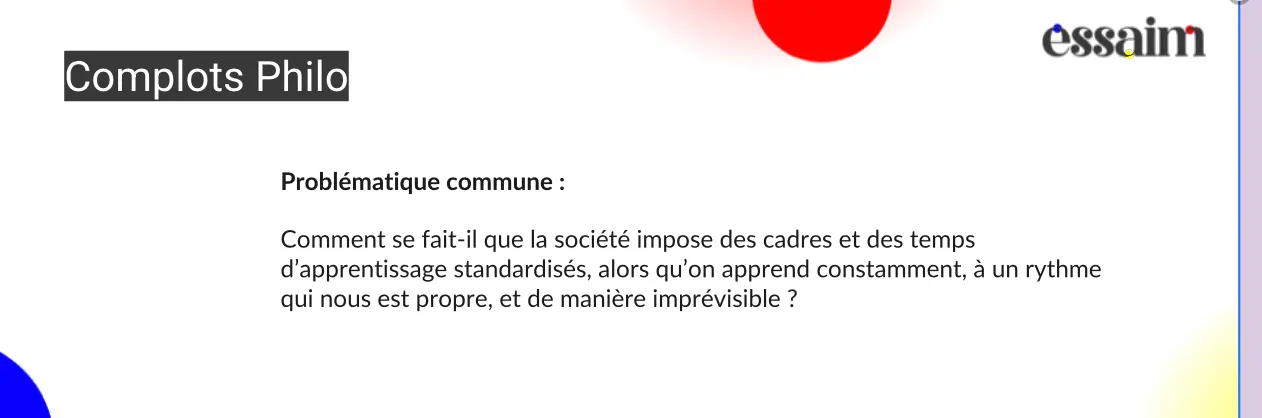 essaim
Complots Philo
Problématique commune :
Comment se fait-il que la société impose des cadres et des temps
d’apprentissage standardisés, alors qu’on apprend constamment, à un rythme
qui nous est propre, et de manière imprévisible ?